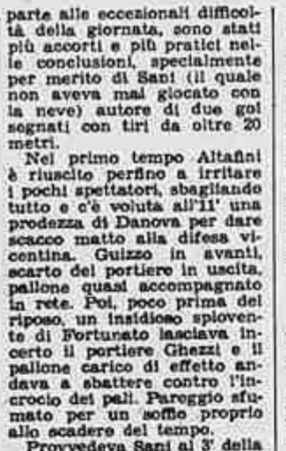 parte alle eccezionali difficol-
tà della giornata, sono stati
più accorti e più pratici nel-
le conclusioni, specialmente
per merito di Sani (il quale
non aveva mai giocato con
la neve) autore di due gol
segnati con tiri da oltre 20
metri.
Nel primo tempo Altafini
è riuscito perfino a irritare
i pochi spettatori, sbagliando
tutto e c'è voluta all'11' una
prodezza di Danova per dare
scacco matto alla difesa vi-
centina. Guizzo in avanti,
scarto del portiere in uscita,
pallone quasi accompagnato
in rete. Poi, poco prima del
riposo, un insidioso spioven-
te di Fortunato lasciava in-
certo il portiere Ghezzi e il
pallone carico di effetto an-
dava a sbattere contro l'in-
crocio dei pali. Pareggio sfu-
mato per un soffio proprio
allo scadere del tempo.
Provvedeva Sani al 3' della